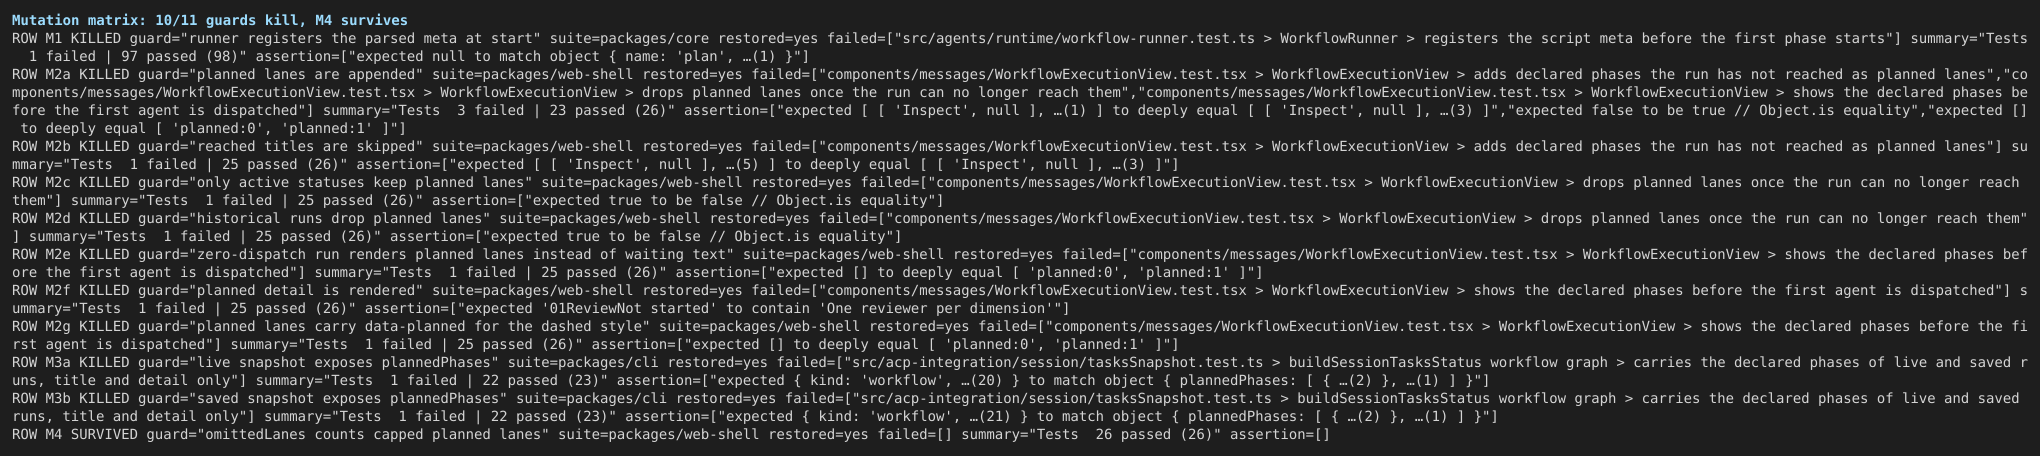 Mutation matrix: 10/11 guards kill, M4 survives
ROW M1 KILLED guard="runner registers the parsed meta at start" suite=packages/core restored=yes failed=["src/agents/runtime/workflow-runner.test.ts > WorkflowRunner > registers the script meta before the first phase starts"] summary="Tests
  1 failed | 97 passed (98)" assertion=["expected null to match object { name: 'plan', …(1) }"]
ROW M2a KILLED guard="planned lanes are appended" suite=packages/web-shell restored=yes failed=["components/messages/WorkflowExecutionView.test.tsx > WorkflowExecutionView > adds declared phases the run has not reached as planned lanes","co
mponents/messages/WorkflowExecutionView.test.tsx > WorkflowExecutionView > drops planned lanes once the run can no longer reach them","components/messages/WorkflowExecutionView.test.tsx > WorkflowExecutionView > shows the declared phases be
fore the first agent is dispatched"] summary="Tests  3 failed | 23 passed (26)" assertion=["expected [ [ 'Inspect', null ], …(1) ] to deeply equal [ [ 'Inspect', null ], …(3) ]","expected false to be true // Object.is equality","expected []
 to deeply equal [ 'planned:0', 'planned:1' ]"]
ROW M2b KILLED guard="reached titles are skipped" suite=packages/web-shell restored=yes failed=["components/messages/WorkflowExecutionView.test.tsx > WorkflowExecutionView > adds declared phases the run has not reached as planned lanes"] su
mmary="Tests  1 failed | 25 passed (26)" assertion=["expected [ [ 'Inspect', null ], …(5) ] to deeply equal [ [ 'Inspect', null ], …(3) ]"]
ROW M2c KILLED guard="only active statuses keep planned lanes" suite=packages/web-shell restored=yes failed=["components/messages/WorkflowExecutionView.test.tsx > WorkflowExecutionView > drops planned lanes once the run can no longer reach
them"] summary="Tests  1 failed | 25 passed (26)" assertion=["expected true to be false // Object.is equality"]
ROW M2d KILLED guard="historical runs drop planned lanes" suite=packages/web-shell restored=yes failed=["components/messages/WorkflowExecutionView.test.tsx > WorkflowExecutionView > drops planned lanes once the run can no longer reach them"
] summary="Tests  1 failed | 25 passed (26)" assertion=["expected true to be false // Object.is equality"]
ROW M2e KILLED guard="zero-dispatch run renders planned lanes instead of waiting text" suite=packages/web-shell restored=yes failed=["components/messages/WorkflowExecutionView.test.tsx > WorkflowExecutionView > shows the declared phases bef
ore the first agent is dispatched"] summary="Tests  1 failed | 25 passed (26)" assertion=["expected [] to deeply equal [ 'planned:0', 'planned:1' ]"]
ROW M2f KILLED guard="planned detail is rendered" suite=packages/web-shell restored=yes failed=["components/messages/WorkflowExecutionView.test.tsx > WorkflowExecutionView > shows the declared phases before the first agent is dispatched"] s
ummary="Tests  1 failed | 25 passed (26)" assertion=["expected '01ReviewNot started' to contain 'One reviewer per dimension'"]
ROW M2g KILLED guard="planned lanes carry data-planned for the dashed style" suite=packages/web-shell restored=yes failed=["components/messages/WorkflowExecutionView.test.tsx > WorkflowExecutionView > shows the declared phases before the fi
rst agent is dispatched"] summary="Tests  1 failed | 25 passed (26)" assertion=["expected [] to deeply equal [ 'planned:0', 'planned:1' ]"]
ROW M3a KILLED guard="live snapshot exposes plannedPhases" suite=packages/cli restored=yes failed=["src/acp-integration/session/tasksSnapshot.test.ts > buildSessionTasksStatus workflow graph > carries the declared phases of live and saved r
uns, title and detail only"] summary="Tests  1 failed | 22 passed (23)" assertion=["expected { kind: 'workflow', …(20) } to match object { plannedPhases: [ { …(2) }, …(1) ] }"]
ROW M3b KILLED guard="saved snapshot exposes plannedPhases" suite=packages/cli restored=yes failed=["src/acp-integration/session/tasksSnapshot.test.ts > buildSessionTasksStatus workflow graph > carries the declared phases of live and saved
runs, title and detail only"] summary="Tests  1 failed | 22 passed (23)" assertion=["expected { kind: 'workflow', …(21) } to match object { plannedPhases: [ { …(2) }, …(1) ] }"]
ROW M4 SURVIVED guard="omittedLanes counts capped planned lanes" suite=packages/web-shell restored=yes failed=[] summary="Tests  26 passed (26)" assertion=[]